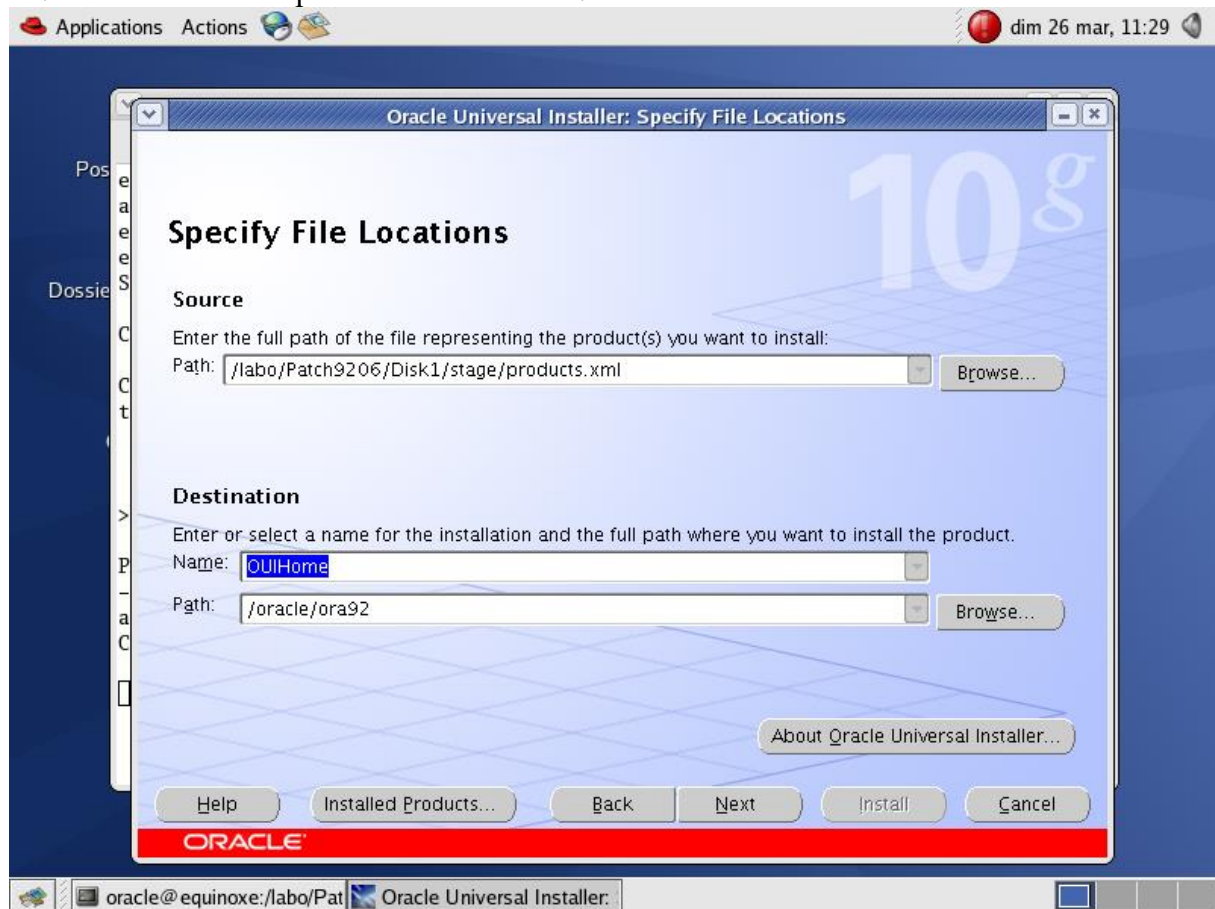 Applications Actions
dim 26 mar, 11:29
Oracle Universal Installer: Specify File Locations
10g
Pos
Dossie
e
a
e
e
S
C
C
t
>
P
-
a
C
Specify File Locations
Source
Enter the full path of the file representing the product(s) you want to install:
Path: /labo/Patch9206/Disk1/stage/products.xml Browse...
Destination
Enter or select a name for the installation and the full path where you want to install the product.
Name: OUIHome
Path: /oracle/ora92 Browse...
About Oracle Universal Installer...
Help Installed Products... Back Next Install Cancel
ORACLE
oracle@equinoxe:/labo/Pat Oracle Universal Installer: